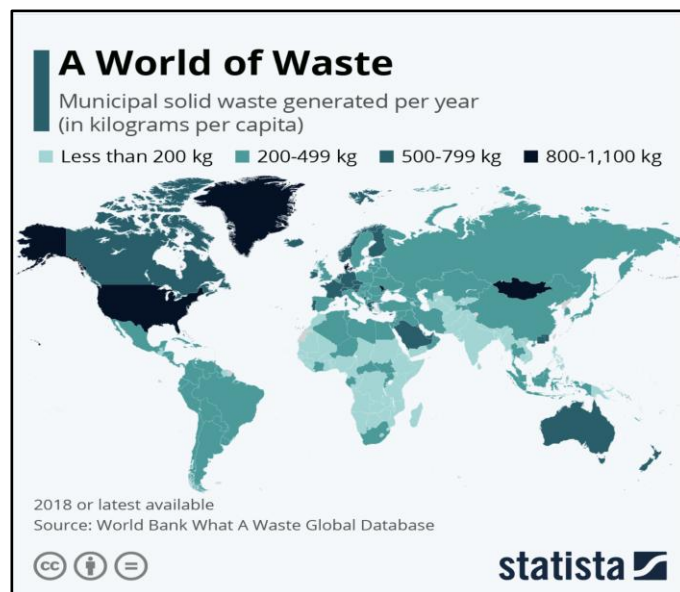 A World of Waste
Municipal solid waste generated per year
(in kilograms per capita)
Less than 200 kg 200-499 kg 500-799 kg 800-1,100 kg
2018 or latest available
Source: World Bank What A Waste Global Database
cc
statista